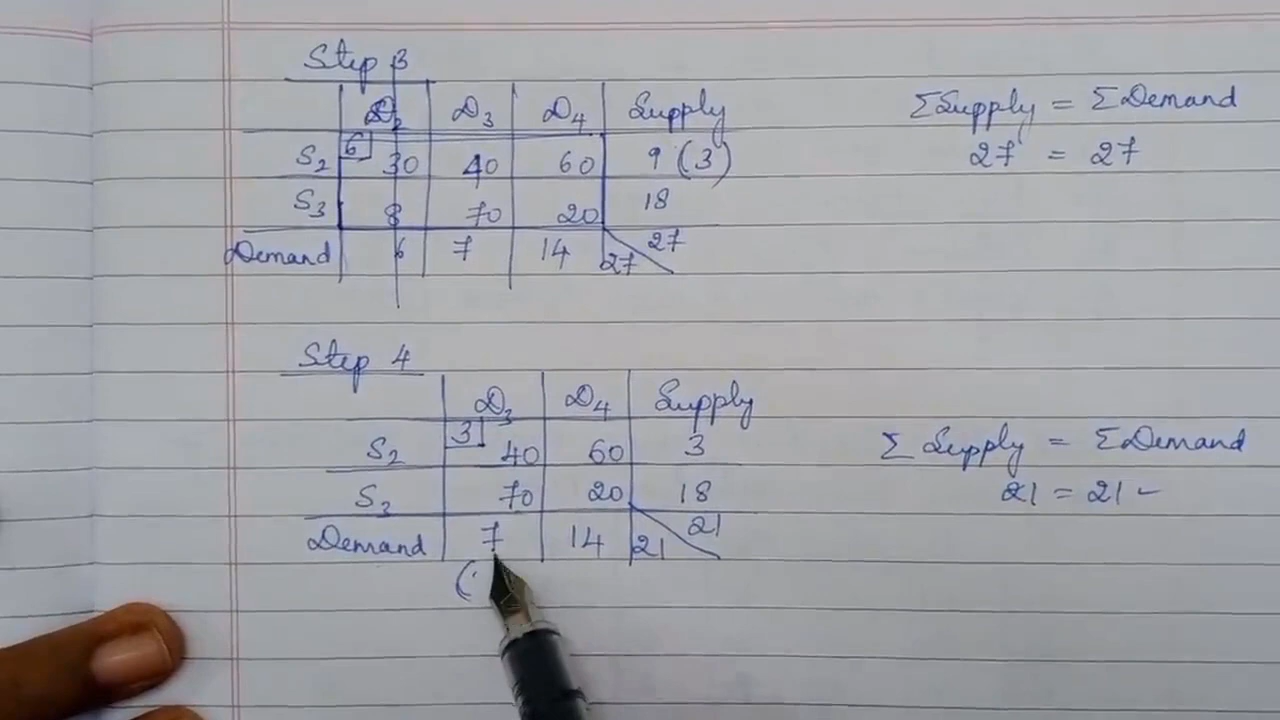 Step 3
D2 D3 D4 Supply
ΣSupply = ΣDemand
S2 6 30 40 60 9 (3)
27 = 27
S3 8 70 20 18
Demand 6 7 14 27 27
Step 4
D3 D4 Supply
S2 3 40 60 3
Σ Supply = ΣDemand
S3 70 20 18
21 = 21
Demand 7 14 21 21
(